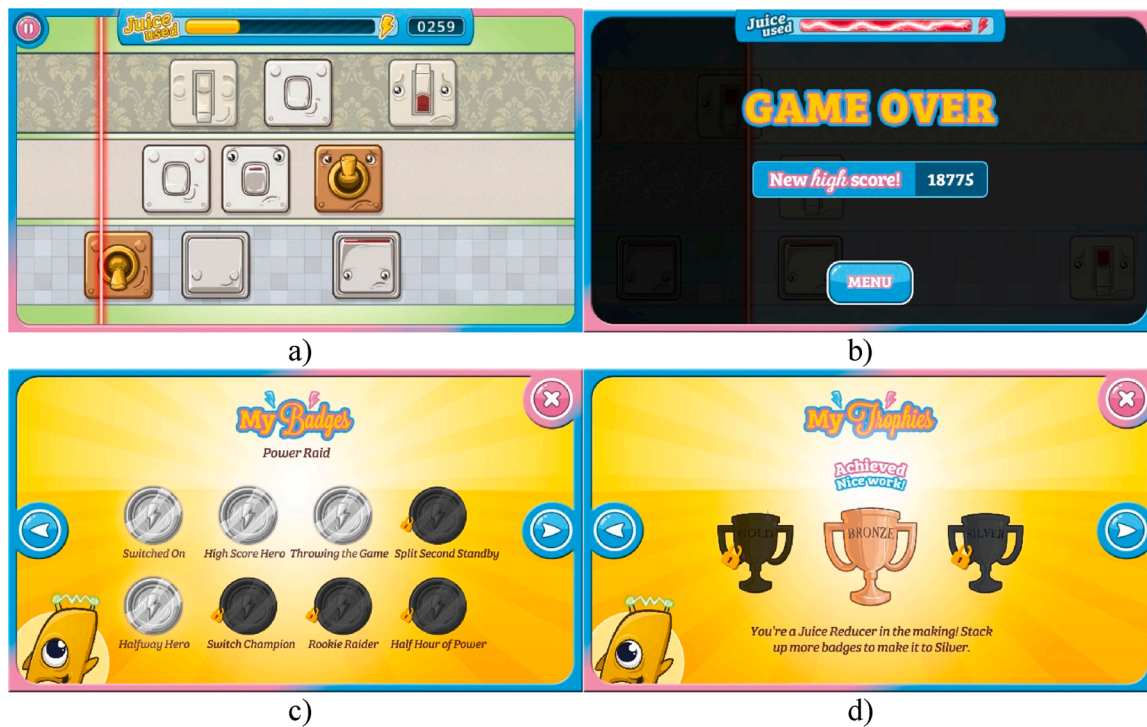 Juice used
0259
a)
Juice used
GAME OVER
New high score! 18775
MENU
b)
My Badges
Power Raid
Switched On High Score Hero Throwing the Game Split Second Standby
Halfway Hero Switch Champion Rookie Raider Half Hour of Power
c)
My Trophies
Achieved
Nice work!
GOLD BRONZE SILVER
You're a Juice Reducer in the making! Stack
up more badges to make it to Silver.
d)